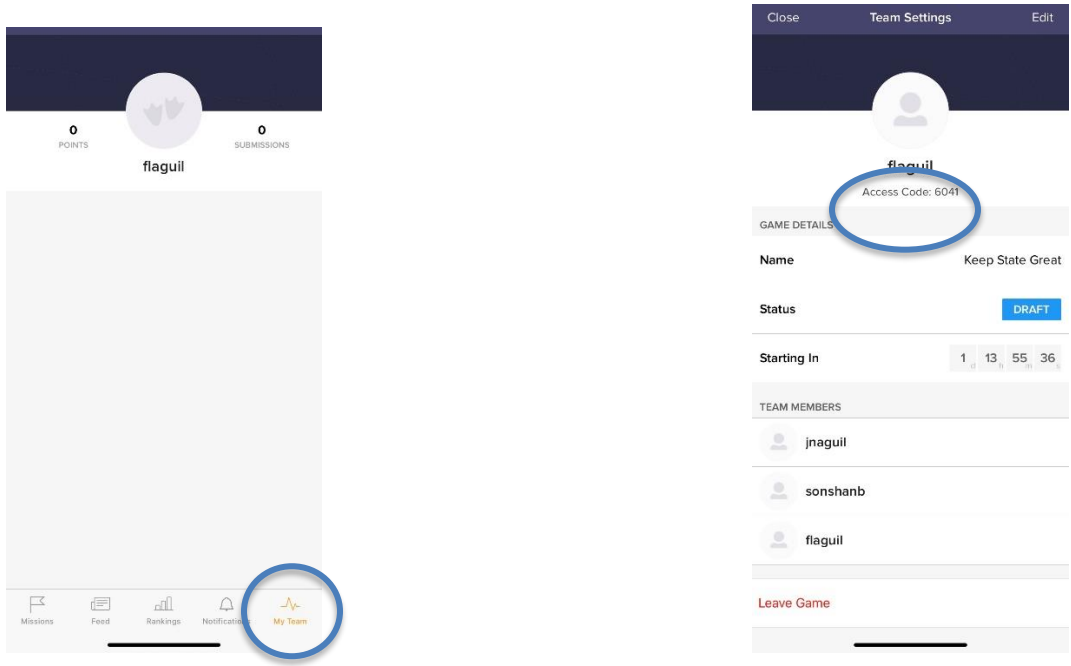 0
POINTS
0
SUBMISSIONS
flaguil
Missions
Feed
Rankings
Notifications
My Team
Close Team Settings Edit
flaguil
Access Code: 6041
GAME DETAILS
Name Keep State Great
Status DRAFT
Starting In 1 d 13 h 55 m 36 s
TEAM MEMBERS
jnaguil
sonshanb
flaguil
Leave Game